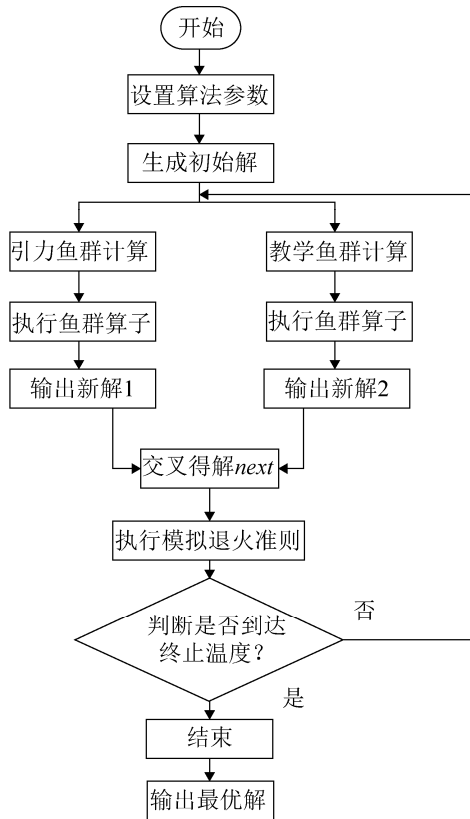 开始
设置算法参数
生成初始解
引力鱼群计算
教学鱼群计算
执行鱼群算子
执行鱼群算子
输出新解1
输出新解2
交叉得解next
执行模拟退火准则
判断是否到达
终止温度？
否
是
结束
输出最优解